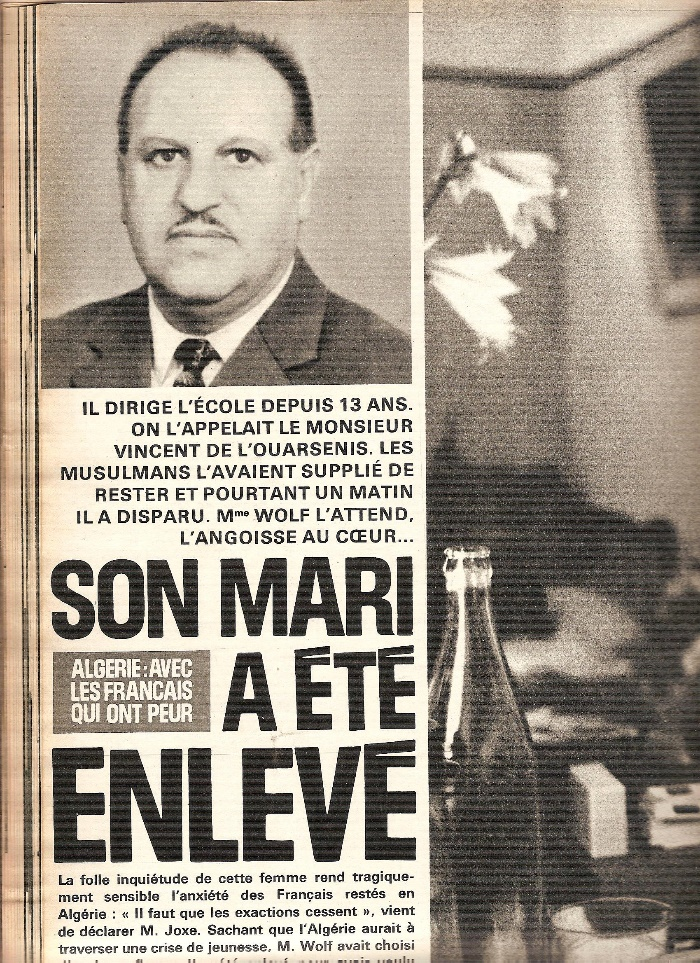 IL DIRIGE L'ÉCOLE DEPUIS 13 ANS.
ON L'APPELAIT LE MONSIEUR
VINCENT DE L'OUARSENIS. LES
MUSULMANS L'AVAIENT SUPPLIÉ DE
RESTER ET POURTANT UN MATIN
IL A DISPARU. Mme WOLF L'ATTEND,
L'ANGOISSE AU CŒUR...
SON MARI
ALGERIE : AVEC
LES FRANCAIS
QUI ONT PEUR
A ÉTÉ
ENLEVÉ
La folle inquiétude de cette femme rend tragique-
ment sensible l'anxiété des Français restés en
Algérie : « Il faut que les exactions cessent », vient
de déclarer M. Joxe. Sachant que l'Algérie aurait à
traverser une crise de jeunesse, M. Wolf avait choisi